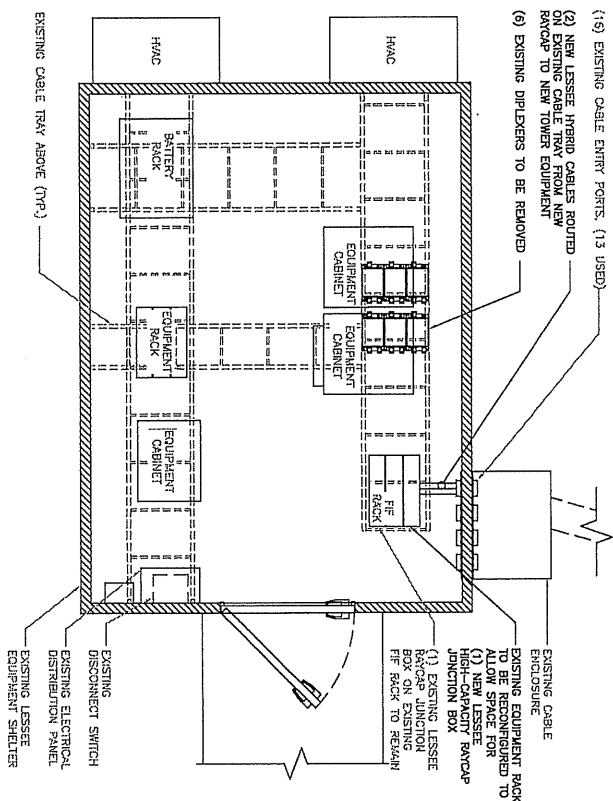 (16) EXISTING CABLE ENTRY PORTS. (13 USED)
(2) NEW LESSEE HYBRID CABLES ROUTED
ON EXISTING CABLE TRAY FROM NEW
RAYCAP TO NEW TOWER EQUIPMENT
(6) EXISTING DIPLEXERS TO BE REMOVED
HVAC
HVAC
EXISTING CABLE TRAY ABOVE (TYP.)
BATTERY
RACK
EQUIPMENT
CABINET
EQUIPMENT
CABINET
EQUIPMENT
RACK
EQUIPMENT
CABINET
FIF
RACK
EXISTING CABLE
ENCLOSURE
EXISTING EQUIPMENT RACK
TO BE RECONFIGURED TO
ALLOW SPACE FOR
(1) NEW LESSEE
HIGH-CAPACITY RAYCAP
JUNCTION BOX
(1) EXISTING LESSEE
RAYCAP JUNCTION
BOX ON EXISTING
FIF RACK TO REMAIN
EXISTING
DISCONNECT SWITCH
EXISTING ELECTRICAL
DISTRIBUTION PANEL
EXISTING LESSEE
EQUIPMENT SHELTER